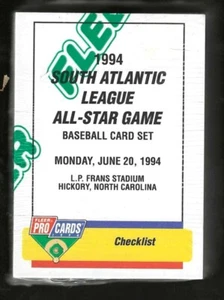 FLEER
1994
SOUTH ATLANTIC
LEAGUE
ALL-STAR GAME
BASEBALL CARD SET
MONDAY, JUNE 20, 1994
L.P. FRANS STADIUM
HICKORY, NORTH CAROLINA
FLEER
PRO CARDS
Checklist